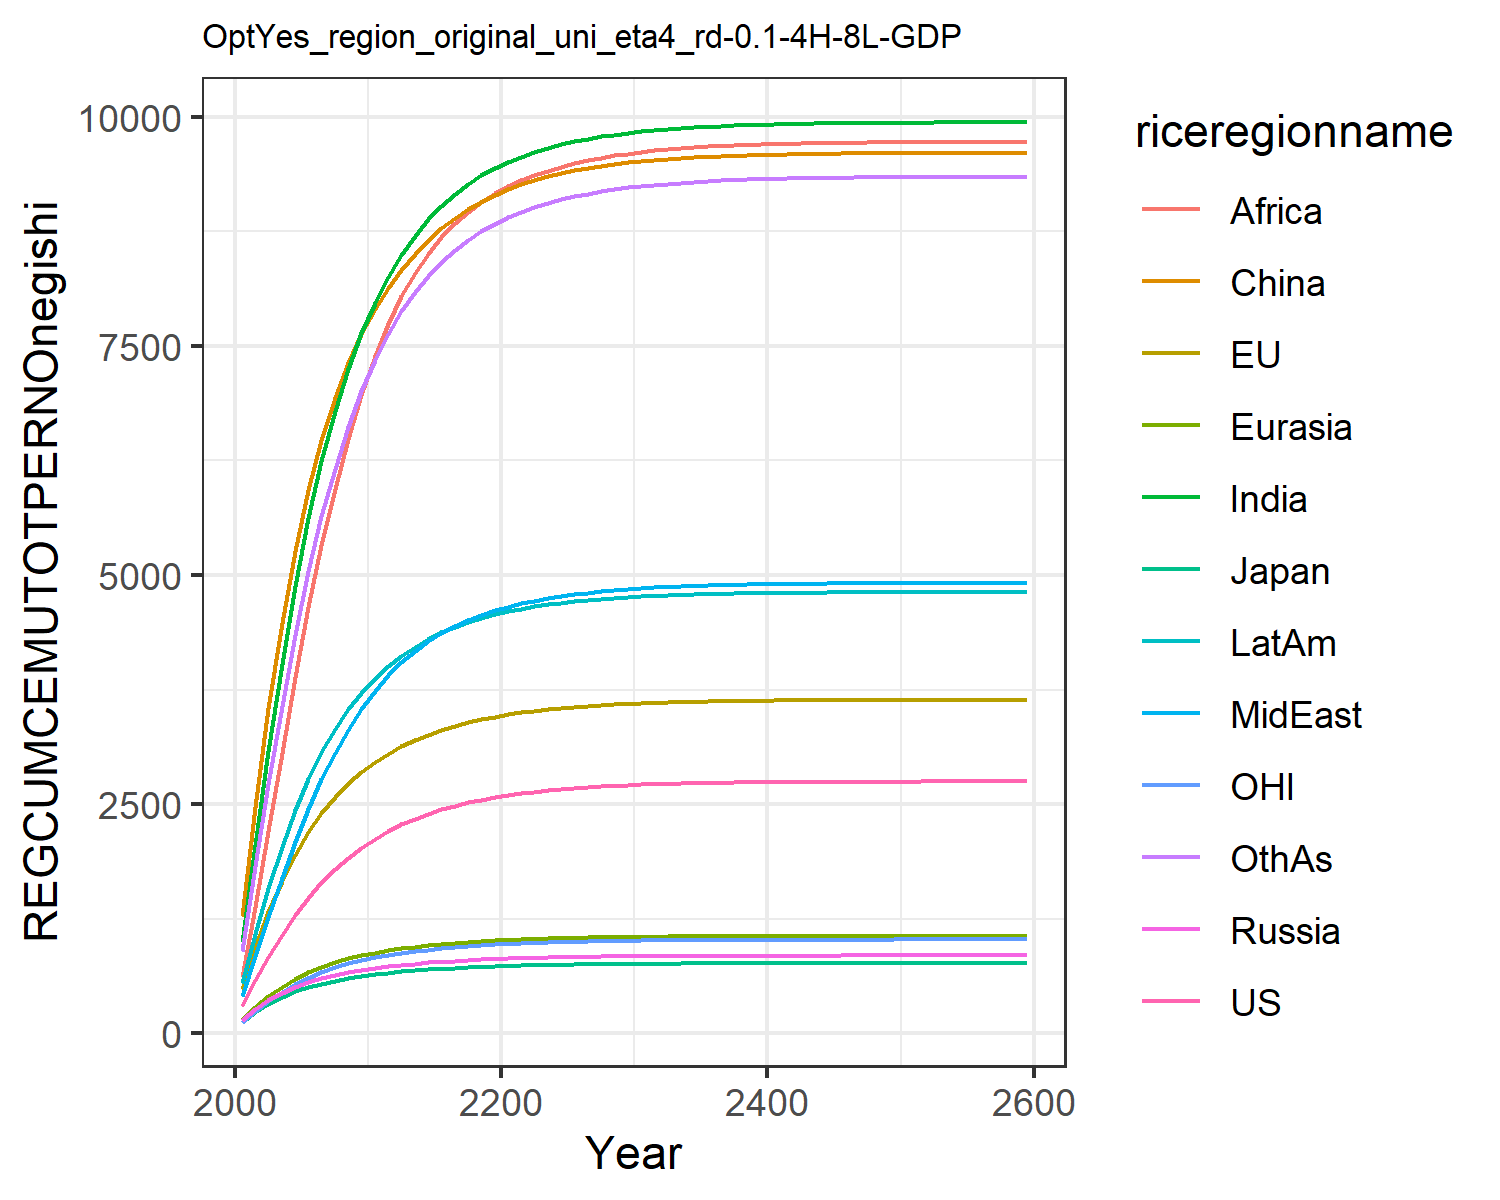 OptYes_region_original_uni_eta4_rd-0.1-4H-8L-GDP
REGCUMCEMUTOTPERNOnegishi
10000
7500
5000
2500
0
2000
2200
2400
2600
Year
riceregionname
Africa
China
EU
Eurasia
India
Japan
LatAm
MidEast
OHI
OthAs
Russia
US